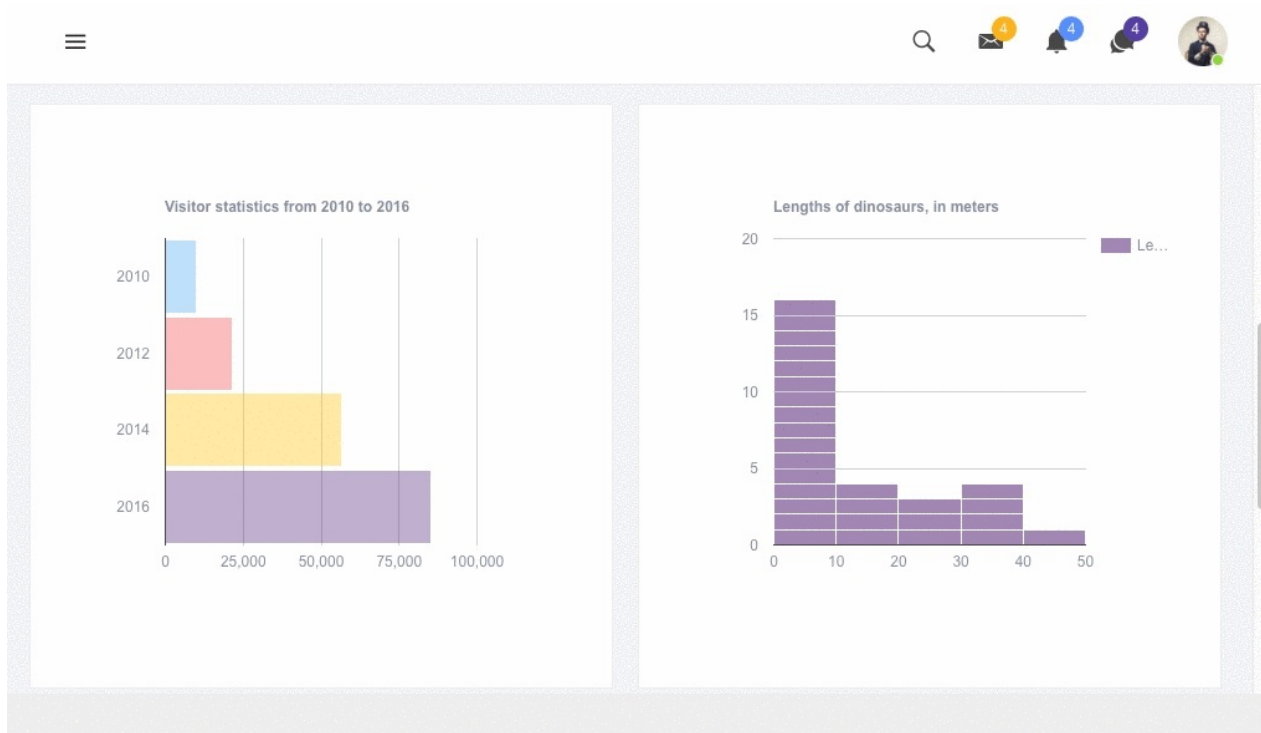 4 4 4
Visitor statistics from 2010 to 2016
2010
2012
2014
2016
0 25,000 50,000 75,000 100,000
Lengths of dinosaurs, in meters
20
Le...
15
10
5
0
0 10 20 30 40 50